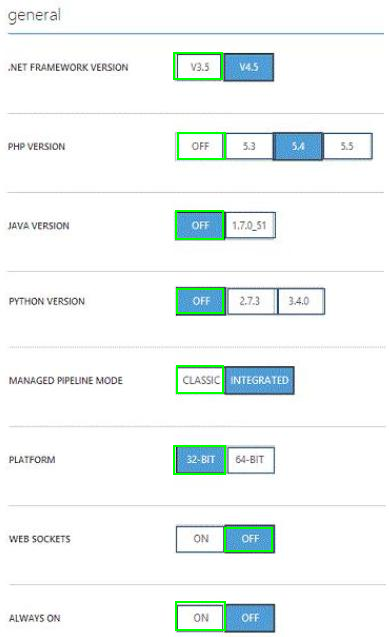 general
.NET FRAMEWORK VERSION V3.5 V4.5
PHP VERSION OFF 5.3 5.4 5.5
JAVA VERSION OFF 1.7.0_51
PYTHON VERSION OFF 2.7.3 3.4.0
MANAGED PIPELINE MODE CLASSIC INTEGRATED
PLATFORM 32-BIT 64-BIT
WEB SOCKETS ON OFF
ALWAYS ON ON OFF